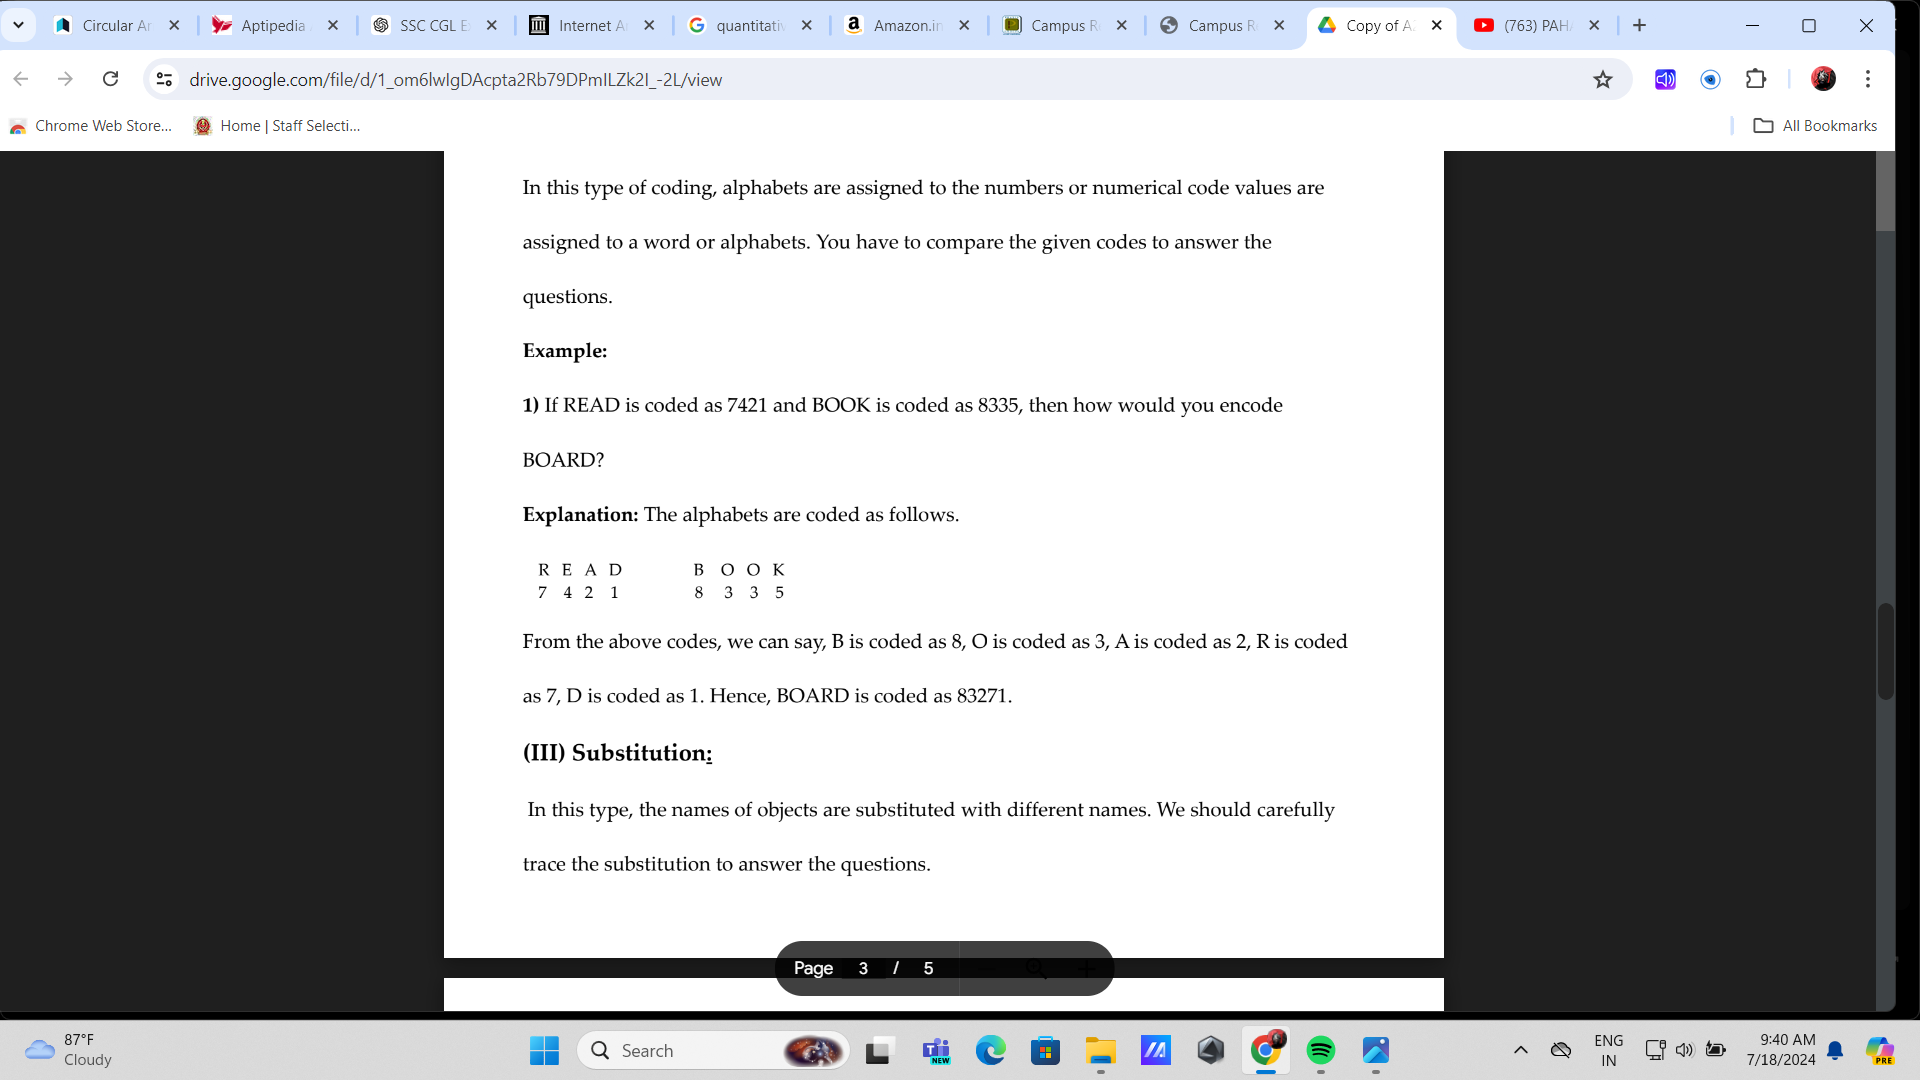 Circular Ar
Aptipedia
SSC CGL E
Internet A
quantitativ
Amazon.in
Campus R
Campus R
Copy of A
(763) PAH
drive.google.com/file/d/1_om6lwIgDAcpta2Rb79DPmILZk2I_-2L/view
Chrome Web Store...
Home | Staff Selecti...
All Bookmarks
In this type of coding, alphabets are assigned to the numbers or numerical code values are
assigned to a word or alphabets. You have to compare the given codes to answer the
questions.
Example:
1) If READ is coded as 7421 and BOOK is coded as 8335, then how would you encode
BOARD?
Explanation: The alphabets are coded as follows.
R E A D B O O K
7 4 2 1 8 3 3 5
From the above codes, we can say, B is coded as 8, O is coded as 3, A is coded as 2, R is coded
as 7, D is coded as 1. Hence, BOARD is coded as 83271.
(III) Substitution:
In this type, the names of objects are substituted with different names. We should carefully
trace the substitution to answer the questions.
Page 3 / 5
87°F
Cloudy
Search
NEW
ENG
IN
9:40 AM
7/18/2024
PRE